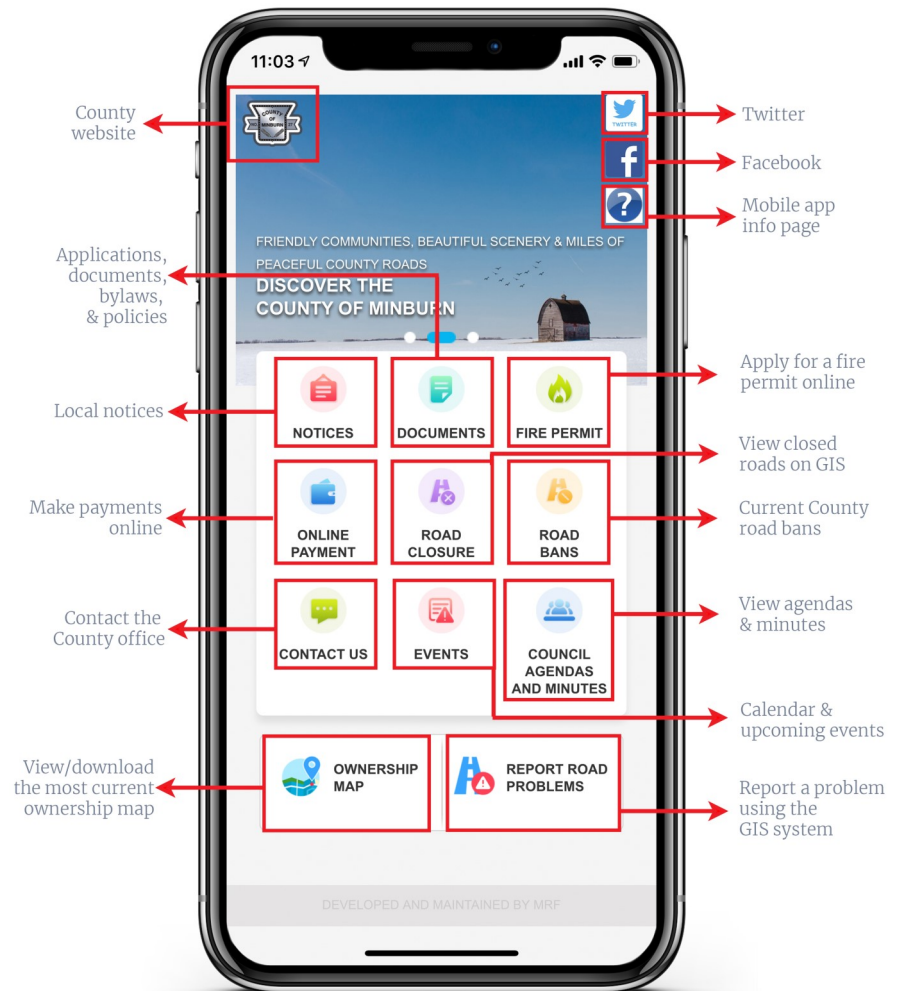 11:03
County
website
COUNTY
OF
MINBURN
NO
27
TWITTER
Twitter
f
Facebook
?
Mobile app
info page
FRIENDLY COMMUNITIES, BEAUTIFUL SCENERY & MILES OF
PEACEFUL COUNTY ROADS
DISCOVER THE
COUNTY OF MINBURN
Applications,
documents,
bylaws,
& policies
Local notices
NOTICES
DOCUMENTS
FIRE PERMIT
Apply for a fire
permit online
View closed
roads on GIS
Make payments
online
ONLINE
PAYMENT
ROAD
CLOSURE
ROAD
BANS
Current County
road bans
Contact the
County office
CONTACT US
EVENTS
COUNCIL
AGENDAS
AND MINUTES
View agendas
& minutes
Calendar &
upcoming events
View/download
the most current
ownership map
OWNERSHIP
MAP
REPORT ROAD
PROBLEMS
Report a problem
using the
GIS system
DEVELOPED AND MAINTAINED BY MRF